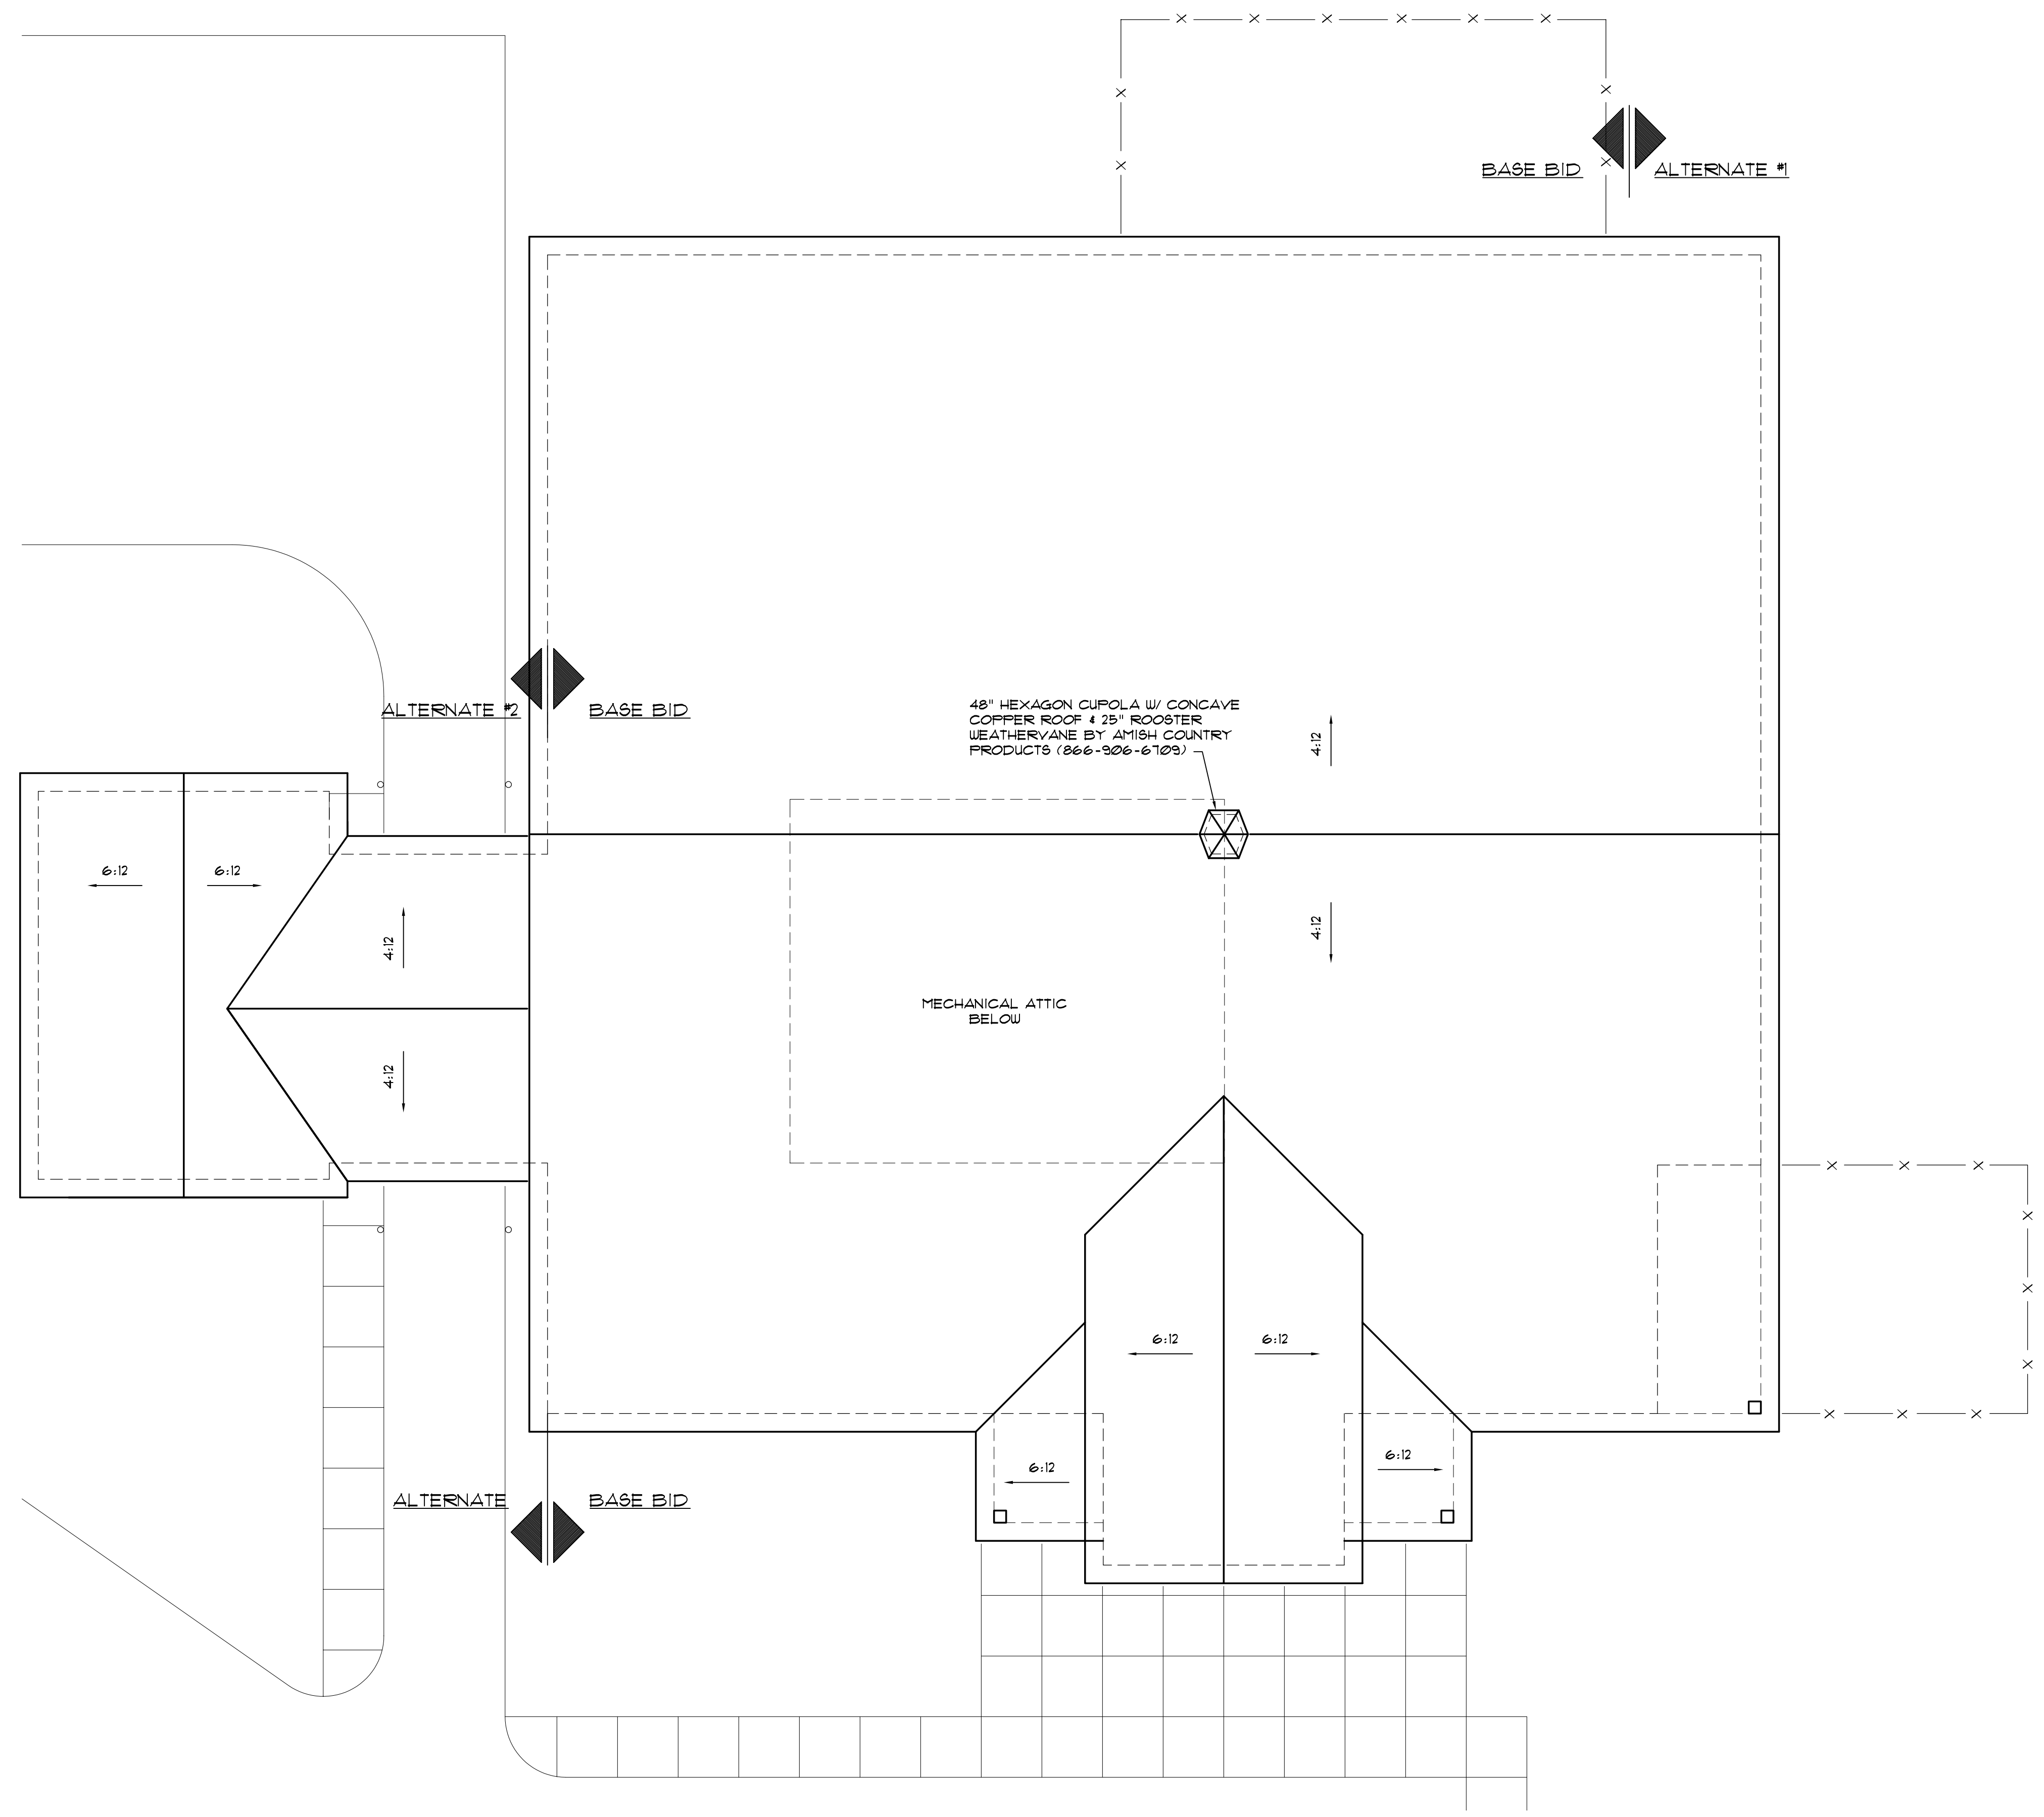 BASE BID
ALTERNATE #1
ALTERNATE #2
BASE BID
48" HEXAGON CUPOLA W/ CONCAVE
COPPER ROOF & 25" ROOSTER
WEATHERVANE BY AMISH COUNTRY
PRODUCTS (866-906-6709)
4:12
6:12
6:12
4:12
4:12
MECHANICAL ATTIC
BELOW
4:12
6:12
6:12
6:12
6:12
ALTERNATE
BASE BID